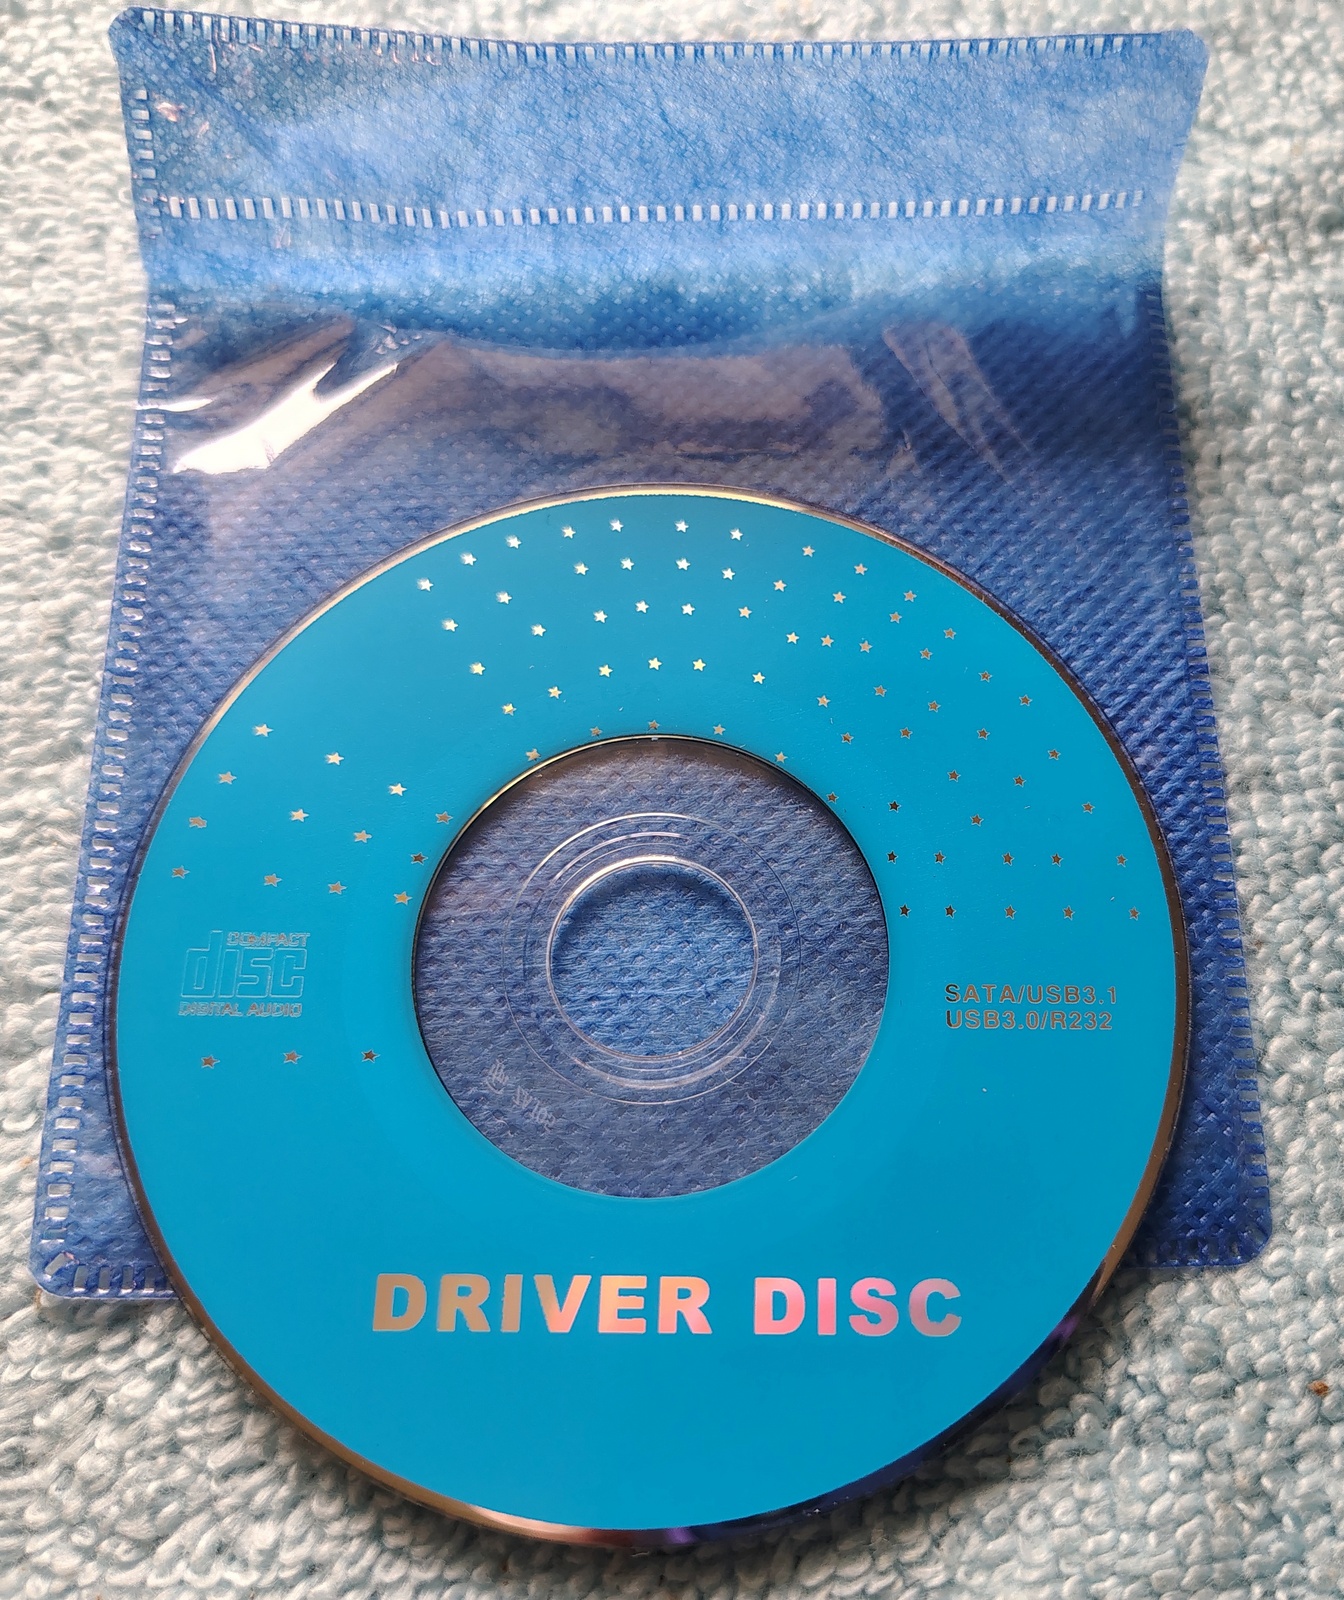 COMPACT
disc
DIGITAL AUDIO
SATA/USB3.1
USB3.0/R232
DRIVER DISC